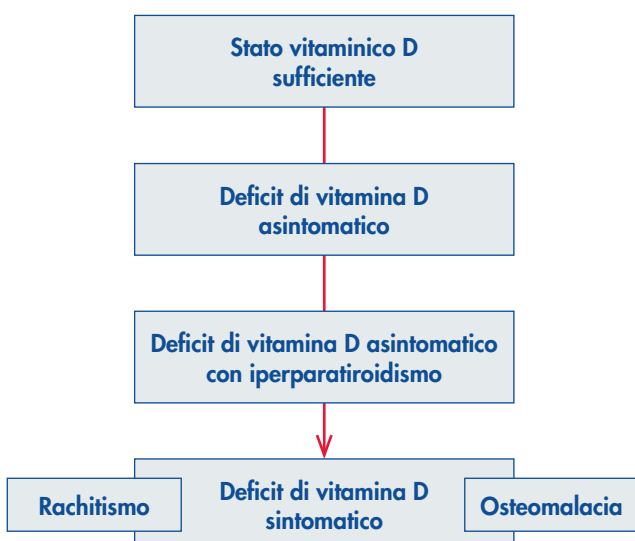 Stato vitaminico D
sufficiente
Deficit di vitamina D
asintomatico
Deficit di vitamina D asintomatico
con iperparatiroidismo
Rachitismo
Deficit di vitamina D
sintomatico
Osteomalacia